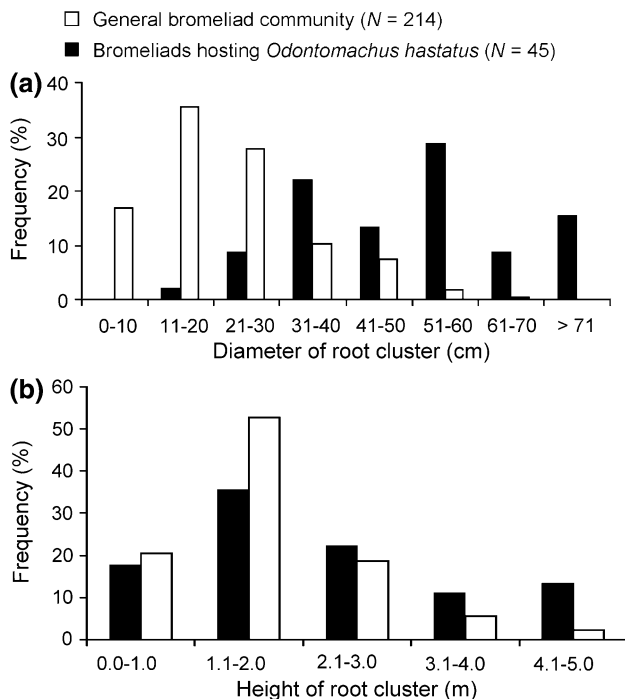 General bromeliad community (N = 214)
Bromeliads hosting Odontomachus hastatus (N = 45)
(a)
40
30
20
10
0
Frequency (%)
0-10 11-20 21-30 31-40 41-50 51-60 61-70 > 71
Diameter of root cluster (cm)
(b)
60
50
40
30
20
10
0
Frequency (%)
0.0-1.0 1.1-2.0 2.1-3.0 3.1-4.0 4.1-5.0
Height of root cluster (m)